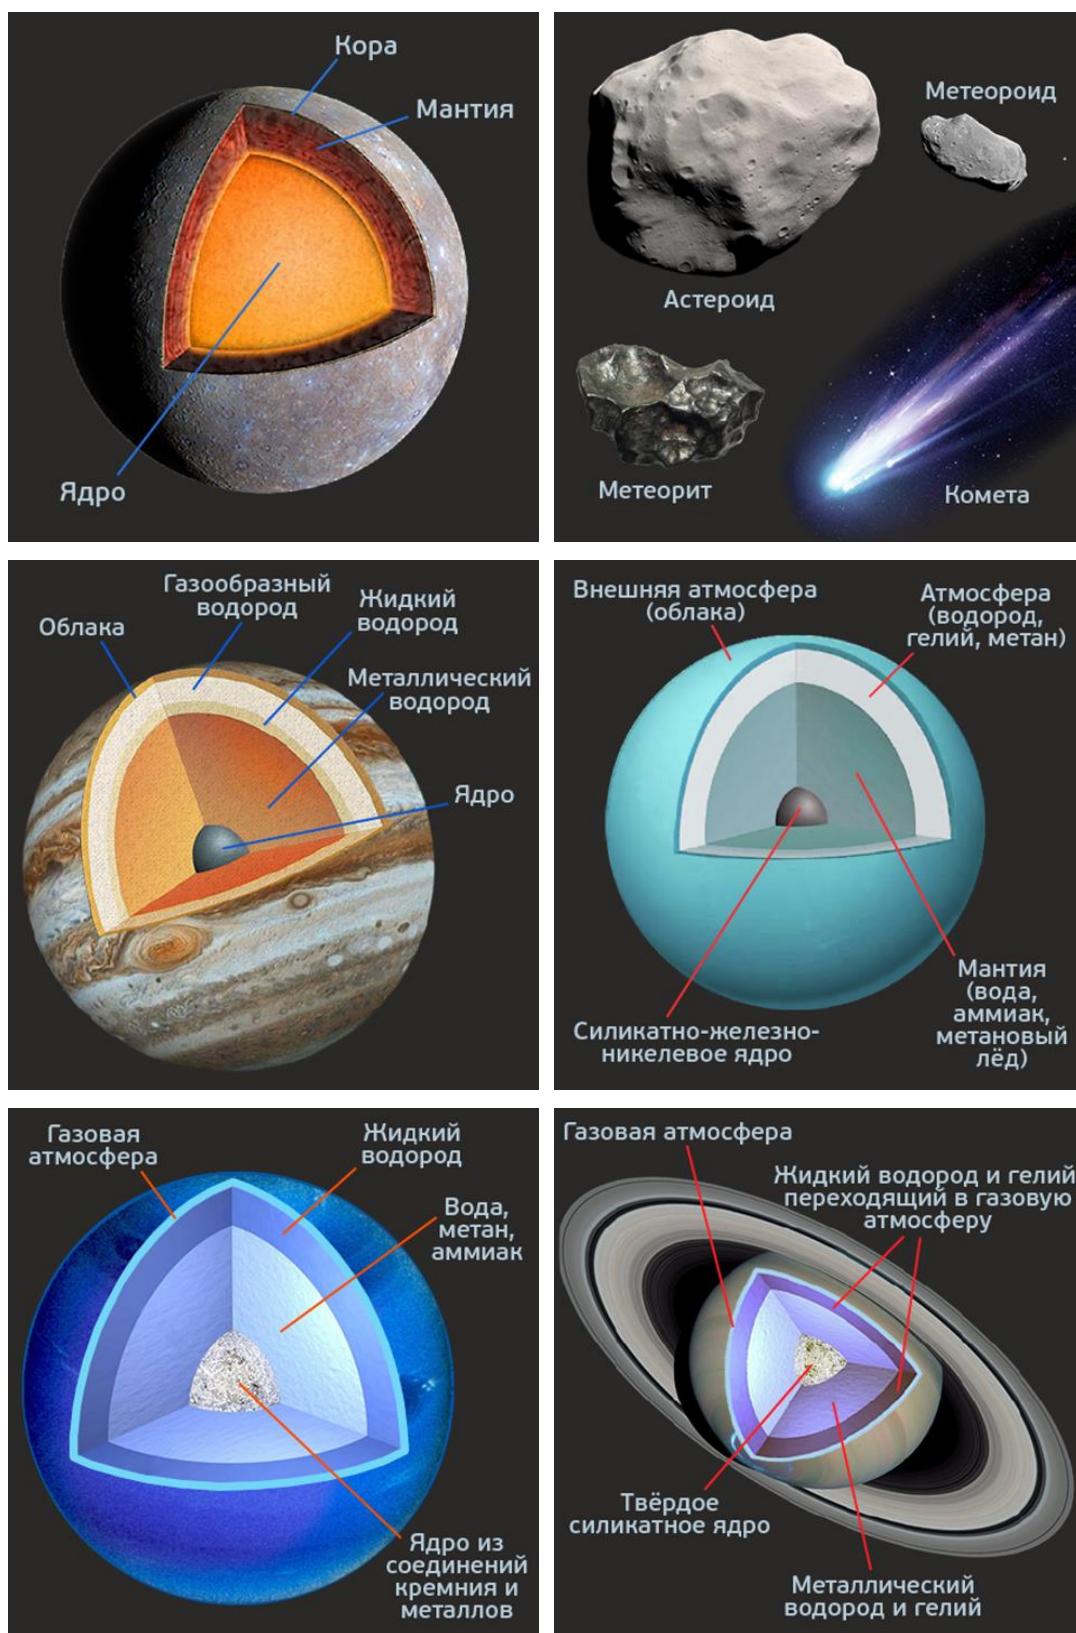 Кора
Мантия
Ядро
Метеороид
Астероид
Метеорит
Комета
Газообразный
водород
Жидкий
водород
Облака
Металлический
водород
Ядро
Внешняя атмосфера
(облака)
Атмосфера
(водород,
гелий, метан)
Мантия
(вода,
аммиак,
метановый
лёд)
Силикатно-железно-
никелевое ядро
Газовая
атмосфера
Жидкий
водород
Вода,
метан,
аммиак
Ядро из
соединений
кремния и
металлов
Газовая атмосфера
Жидкий водород и гелий
переходящий в газовую
атмосферу
Твёрдое
силикатное ядро
Металлический
водород и гелий